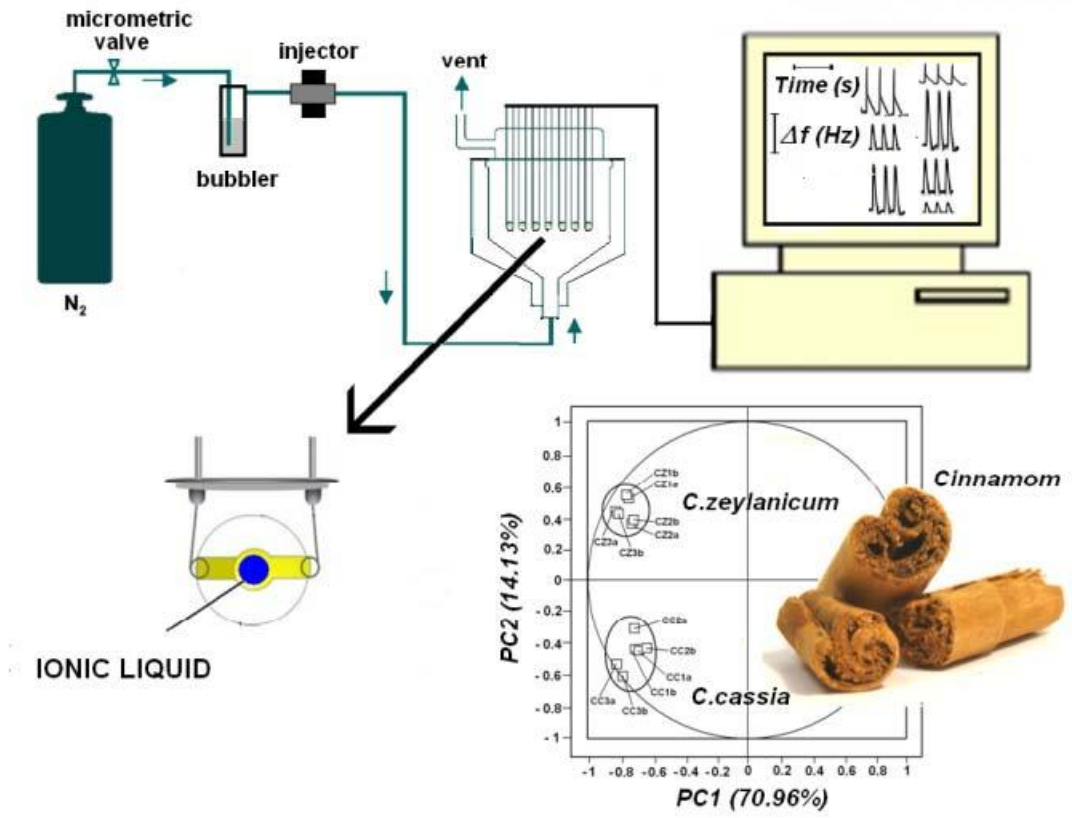 micrometric
valve
injector
vent
bubbler
N2
Time (s)
Δf (Hz)
IONIC LIQUID
Cinnamom
C.zeylanicum
CZ1b
CZ1a
CZ2b
CZ2a
CZ3a
CZ3b
C.cassia
CC2a
CC2b
CC1a
CC1b
CC3a
CC3b
PC2 (14.13%)
1
0.8
0.6
0.4
0.2
0
-0.2
-0.4
-0.6
-0.8
-1
-1 -0.8 -0.6 -0.4 -0.2 0 0.2 0.4 0.6 0.8 1
PC1 (70.96%)